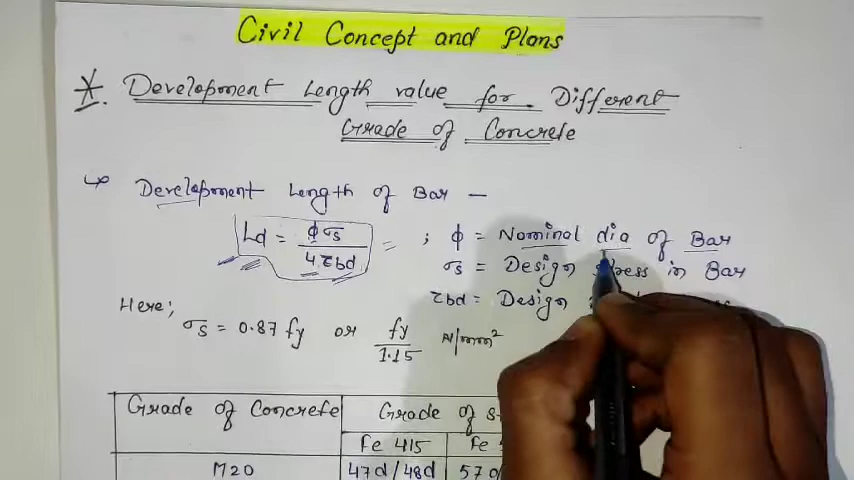 Civil Concept and Plans
*. Development Length value for Different
Grade of Concrete
↳ Development Length of Bar —
Ld = ϕσs / 4τbd = ; ϕ = Nominal dia of Bar
σs = Design stress in Bar
τbd = Design
Here;
σs = 0.87 fy or fy / 1.15 N/mm²
Grade of Concrete Grade of S
Fe 415 Fe
M20 47d/48d 57d